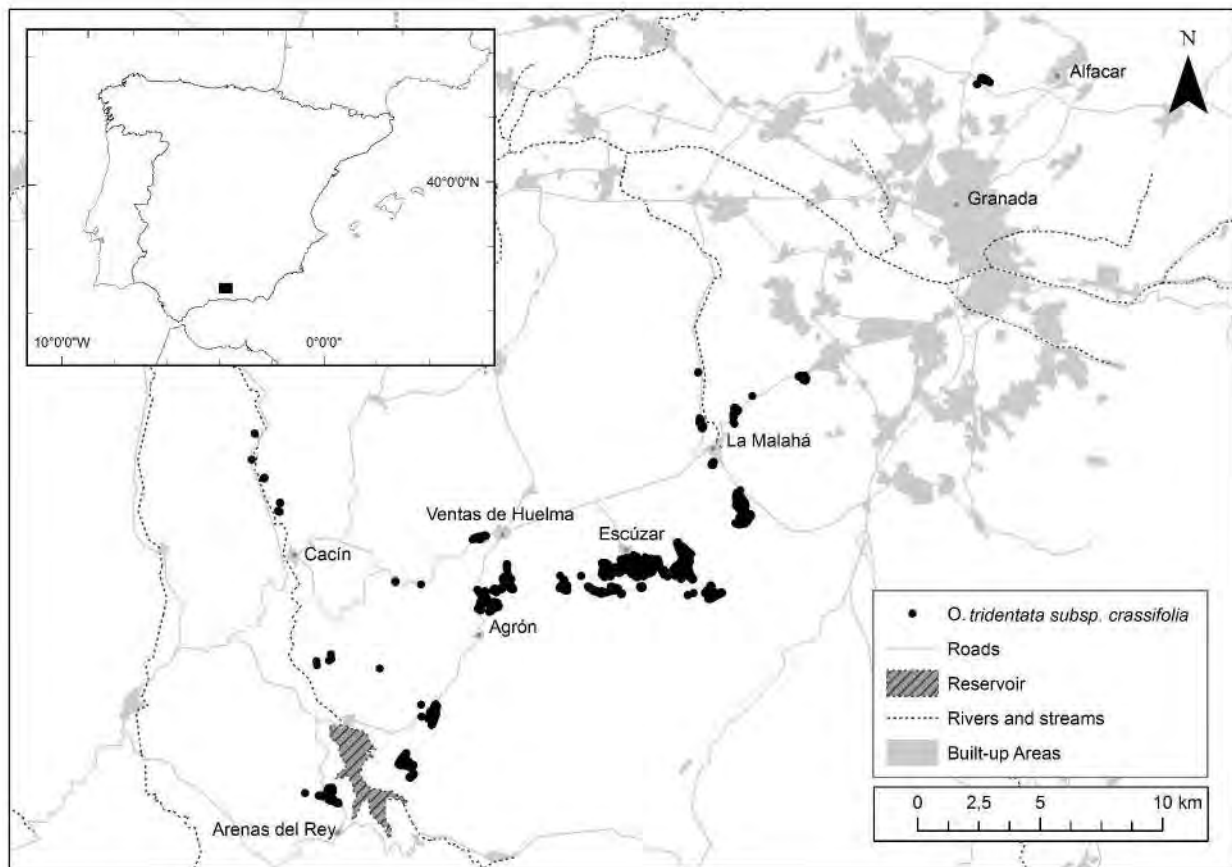 N
Alfacar
40°0'0"N
Granada
10°0'0"W
0°0'0"
La Malahá
Ventas de Huelma
Escúzar
Cacín
Agrón
Arenas del Rey
O. tridentata subsp. crassifolia
Roads
Reservoir
Rivers and streams
Built-up Areas
0 2,5 5 10 km